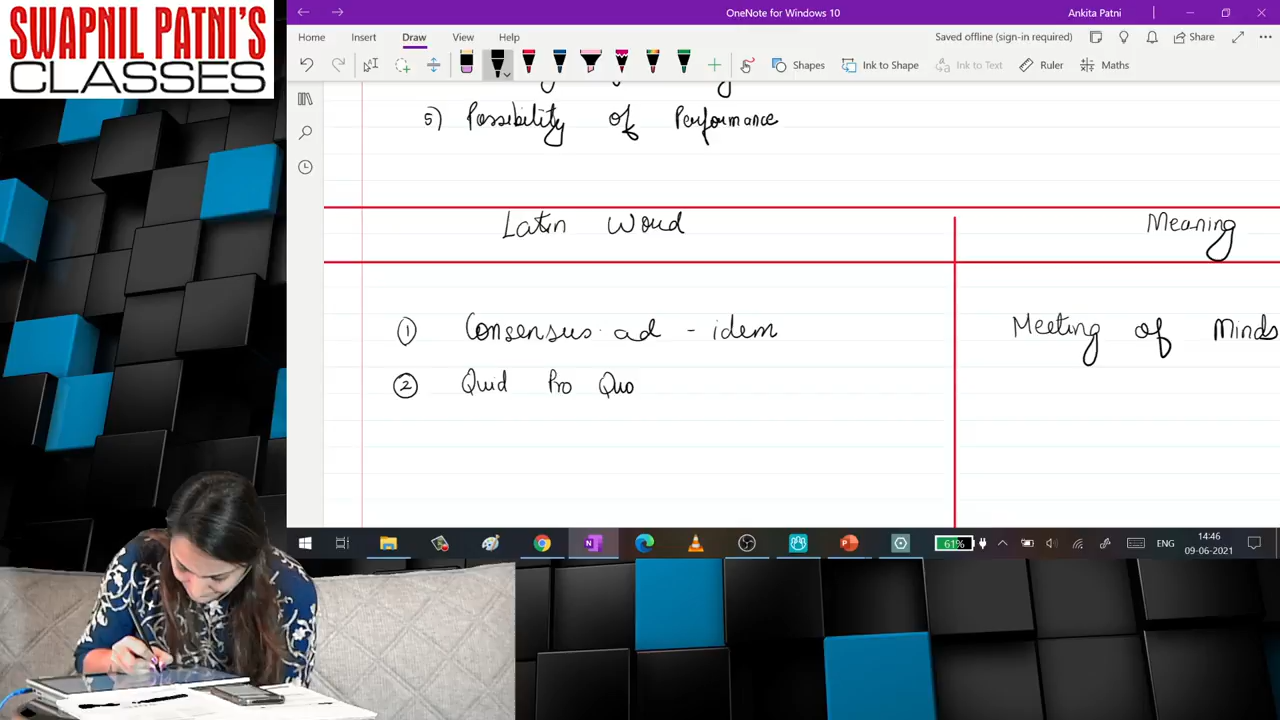 SWAPNIL PATNI'S
CLASSES
OneNote for Windows 10
Ankita Patni
Home Insert Draw View Help
Saved offline (sign-in required)
Share
Shapes
Ink to Shape
Ink to Text
Ruler
Maths
5) Possibility of Performance
Latin Word Meaning
1 Consensus ad - idem Meeting of Minds
2 Quid Pro Quo
61%
ENG
14:46
09-06-2021